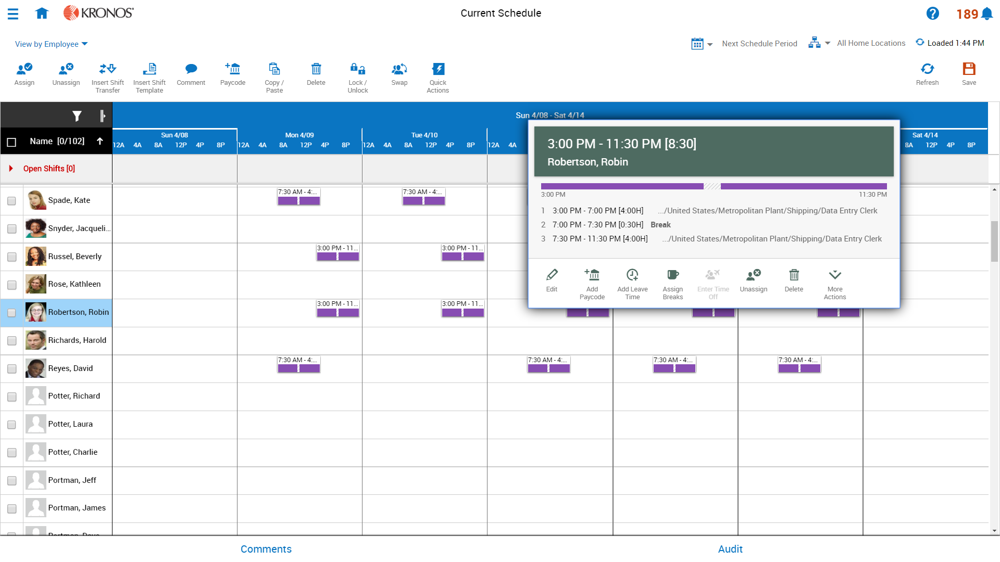 KRONOS
Current Schedule
189
View by Employee
Next Schedule Period
All Home Locations
Loaded 1:44 PM
Assign
Unassign
Insert Shift
Transfer
Insert Shift
Template
Comment
Paycode
Copy /
Paste
Delete
Lock /
Unlock
Swap
Quick
Actions
Refresh
Save
Sun 4/08 - Sat 4/14
Name [0/102]
Sun 4/08
Mon 4/09
Tue 4/10
Sat 4/14
12A 4A 8A 12P 4P 8P
12A 4A 8A 12P 4P 8P
12A 4A 8A 12P 4P 8P
12A 4A
8A 12P 4P 8P
Open Shifts [0]
3:00 PM - 11:30 PM [8:30]
Robertson, Robin
3:00 PM
11:30 PM
1 3:00 PM - 7:00 PM [4:00H] .../United States/Metropolitan Plant/Shipping/Data Entry Clerk
2 7:00 PM - 7:30 PM [0:30H] Break
3 7:30 PM - 11:30 PM [4:00H] .../United States/Metropolitan Plant/Shipping/Data Entry Clerk
Edit
Add
Paycode
Add Leave
Time
Assign
Breaks
Enter Time
Off
Unassign
Delete
More
Actions
Spade, Kate
7:30 AM - 4:...
7:30 AM - 4:...
Snyder, Jacqueli...
Russel, Beverly
3:00 PM - 11...
3:00 PM - 11...
Rose, Kathleen
Robertson, Robin
3:00 PM - 11...
3:00 PM - 11...
Richards, Harold
Reyes, David
7:30 AM - 4:...
7:30 AM - 4:...
7:30 AM - 4:...
7:30 AM - 4:...
Potter, Richard
Potter, Laura
Potter, Charlie
Portman, Jeff
Portman, James
Portman, Dave
Comments
Audit